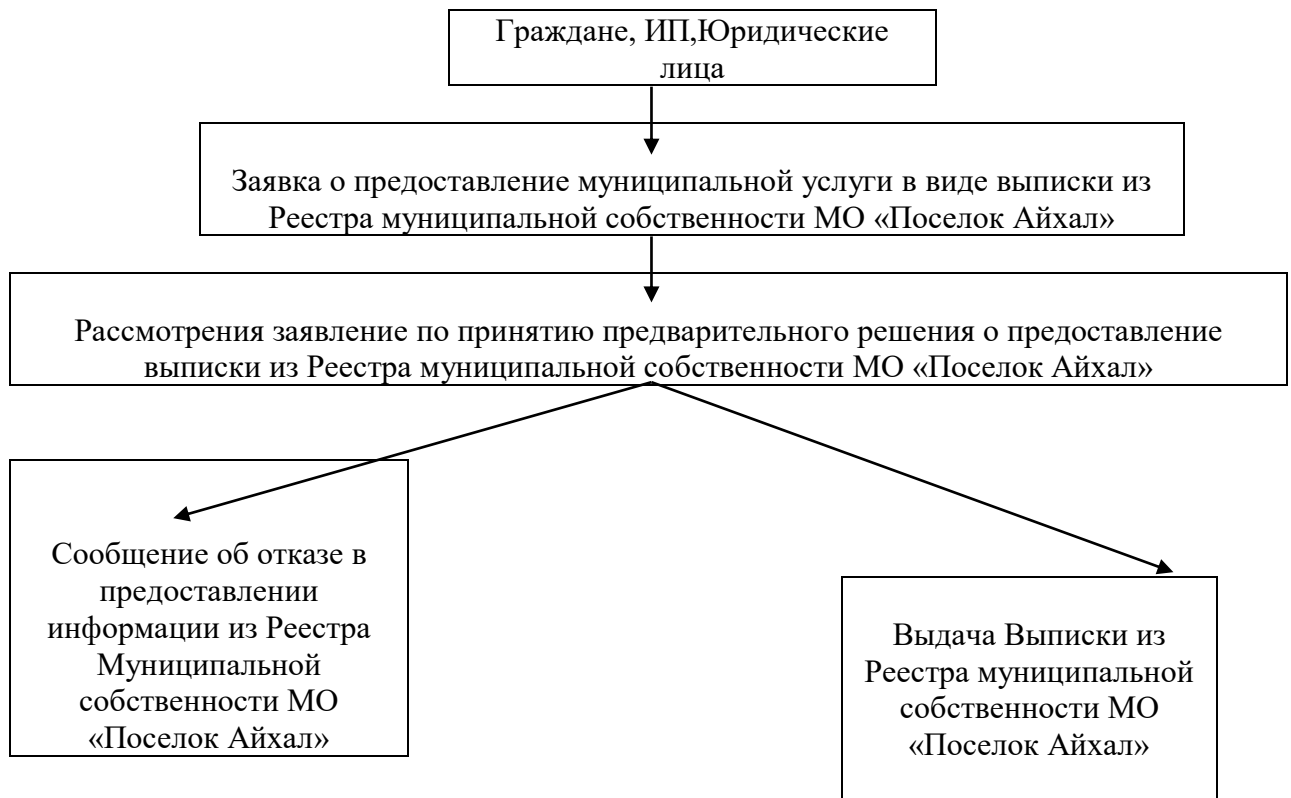 Граждане, ИП,Юридические
лица
Заявка о предоставление муниципальной услуги в виде выписки из
Реестра муниципальной собственности МО «Поселок Айхал»
Рассмотрения заявление по принятию предварительного решения о предоставление
выписки из Реестра муниципальной собственности МО «Поселок Айхал»
Сообщение об отказе в
предоставлении
информации из Реестра
Муниципальной
собственности МО
«Поселок Айхал»
Выдача Выписки из
Реестра муниципальной
собственности МО
«Поселок Айхал»